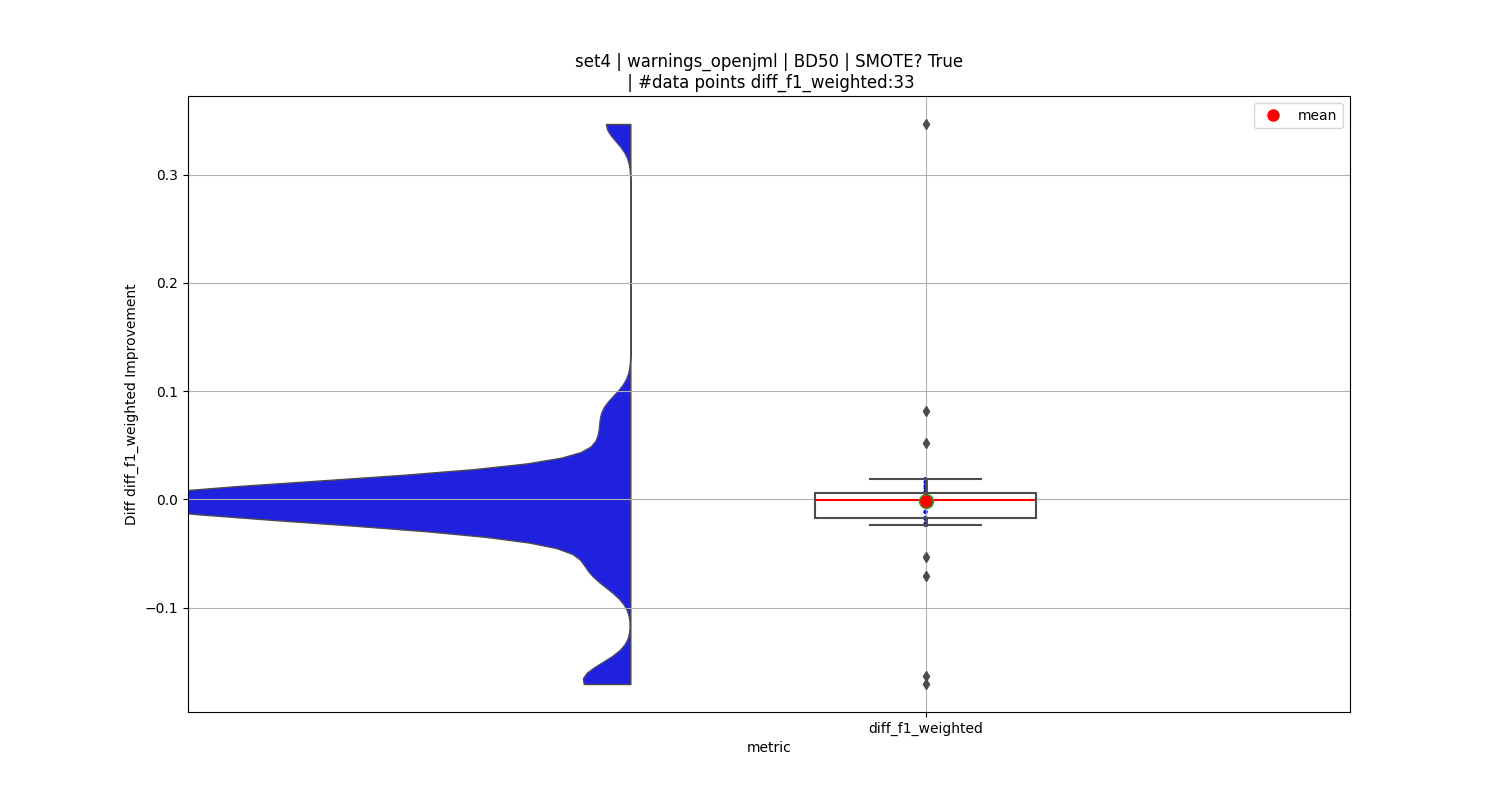 set4 | warnings_openjml | BD50 | SMOTE? True
| #data points diff_f1_weighted:33
mean
0.3
0.2
0.1
0.0
−0.1
Diff diff_f1_weighted Improvement
diff_f1_weighted
metric